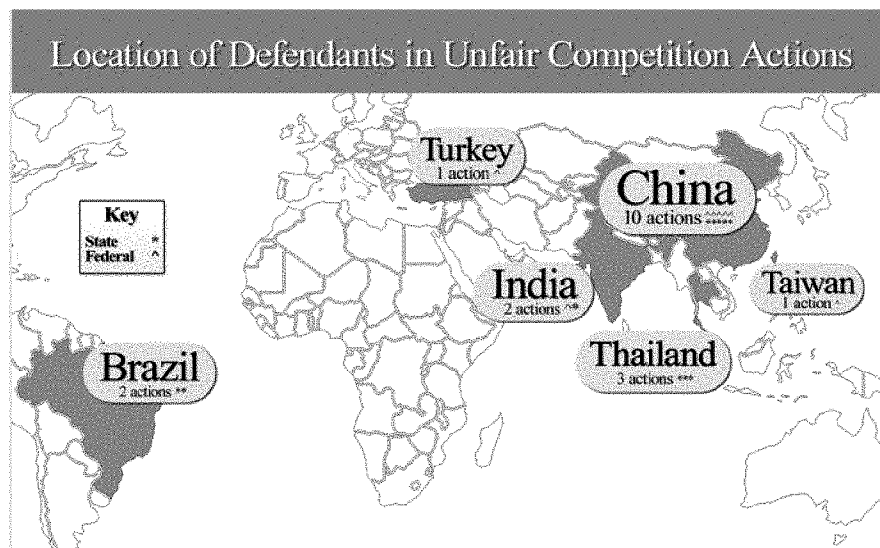 Location of Defendants in Unfair Competition Actions
Turkey
1 action ^
China
10 actions ^^^^^ *****
Key
State *
Federal ^
India
2 actions ^*
Taiwan
1 action ^
Thailand
3 actions ***
Brazil
2 actions **